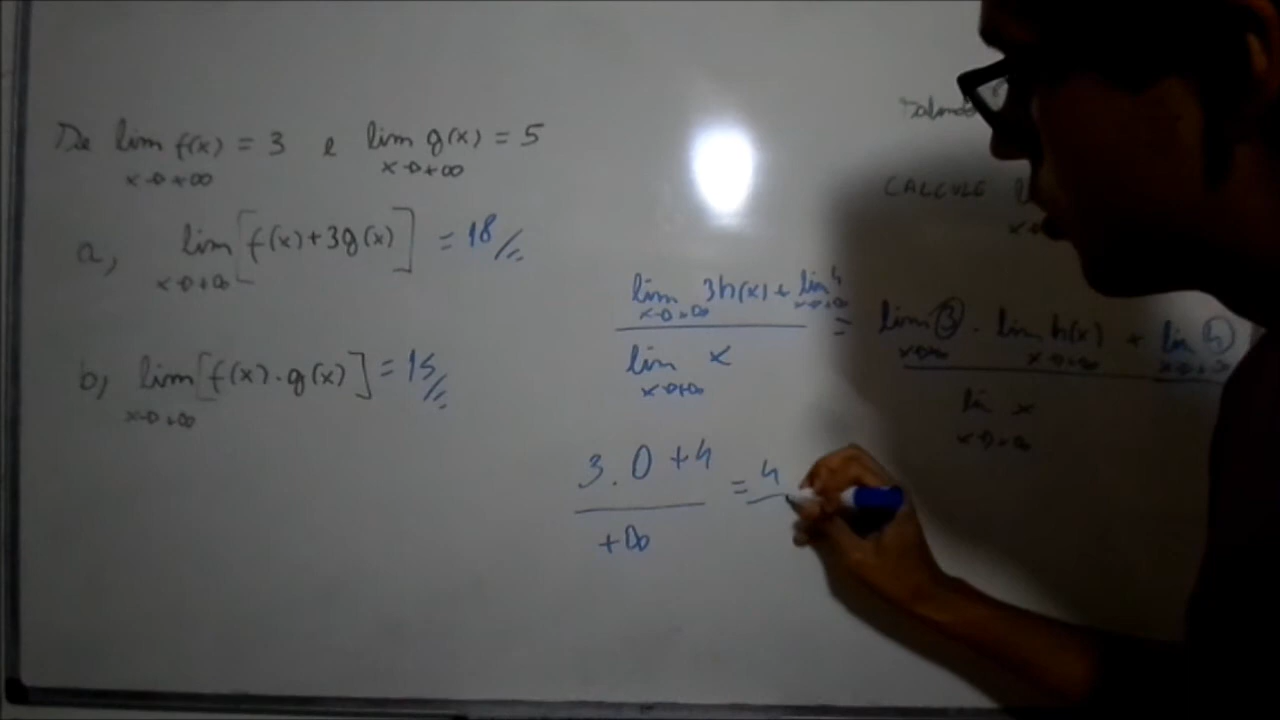 De lim f(x) = 3 e lim g(x) = 5
x→+∞ x→+∞
a, lim [f(x)+3g(x)] = 18
x→+∞
b, lim [f(x).g(x)] = 15
x→+∞
CALCULE
lim 3h(x) + lim 4
x→+∞ x→+∞
lim x
x→+∞
= lim 3 . lim h(x) + lim 4
x→+∞ x→+∞ x→+∞
lim x
x→+∞
3 . 0 + 4
+∞
= 4